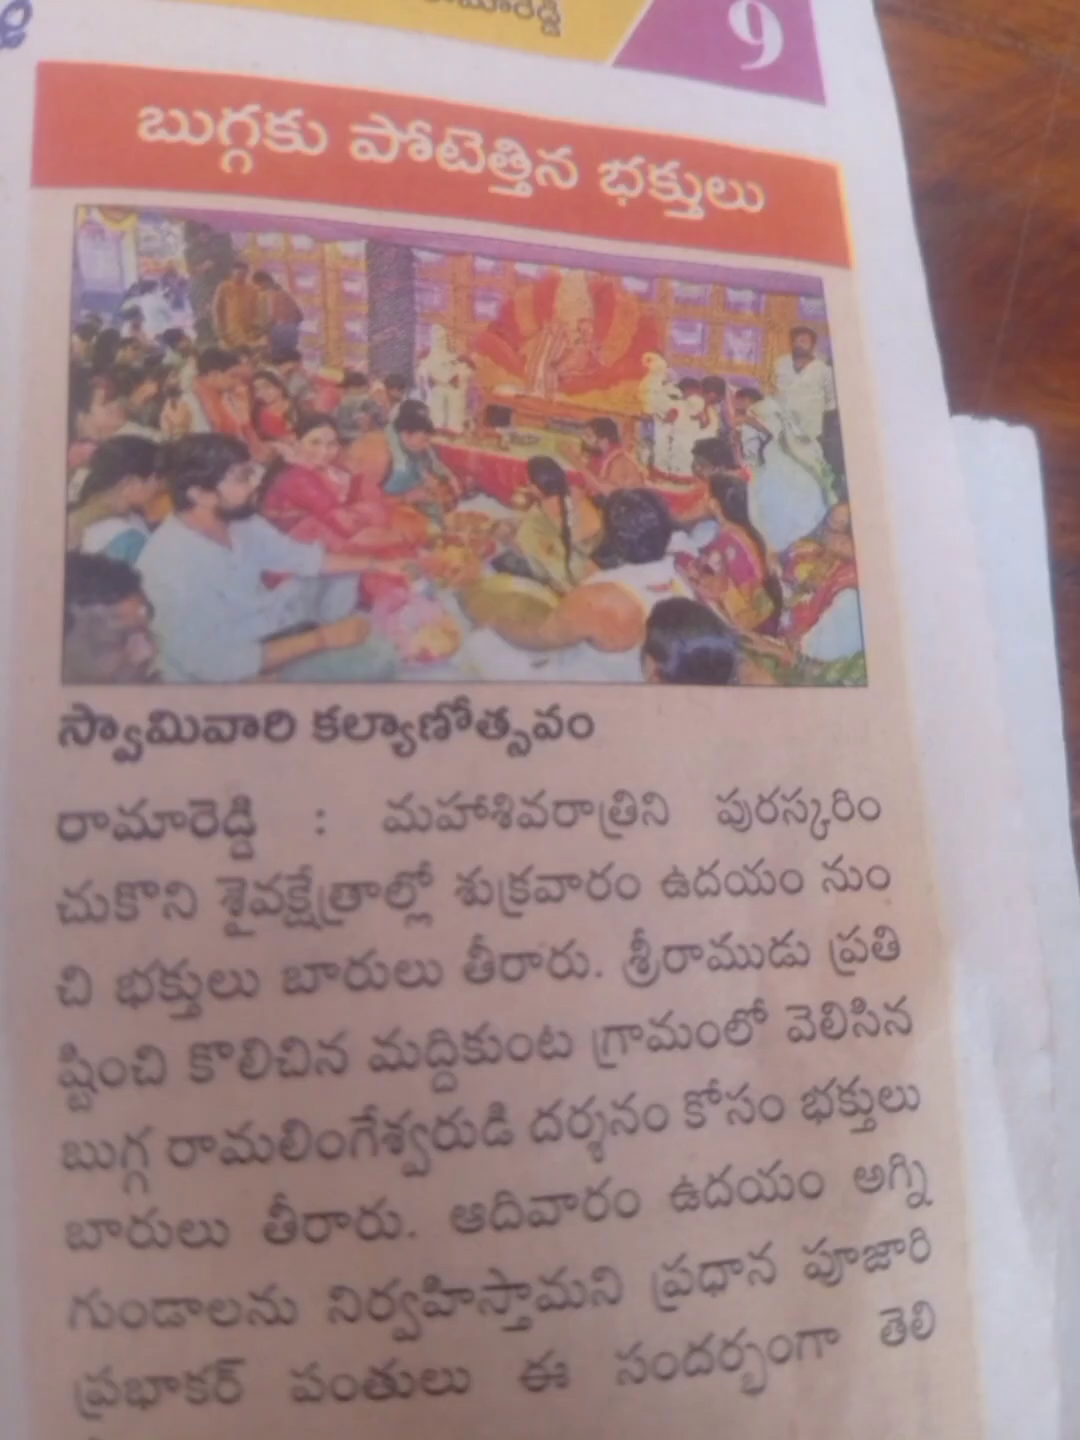 రామారెడ్డి
9
బుగ్గకు పోటెత్తిన భక్తులు
స్వామివారి కల్యాణోత్సవం
రామారెడ్డి : మహాశివరాత్రిని పురస్కరిం
చుకొని శైవక్షేత్రాల్లో శుక్రవారం ఉదయం నుం
చి భక్తులు బారులు తీరారు. శ్రీరాముడు ప్రతి
ష్టించి కొలిచిన మద్దికుంట గ్రామంలో వెలిసిన
బుగ్గ రామలింగేశ్వరుడి దర్శనం కోసం భక్తులు
బారులు తీరారు. ఆదివారం ఉదయం అగ్ని
గుండాలను నిర్వహిస్తామని ప్రధాన పూజారి
ప్రభాకర్ పంతులు ఈ సందర్భంగా తెలి